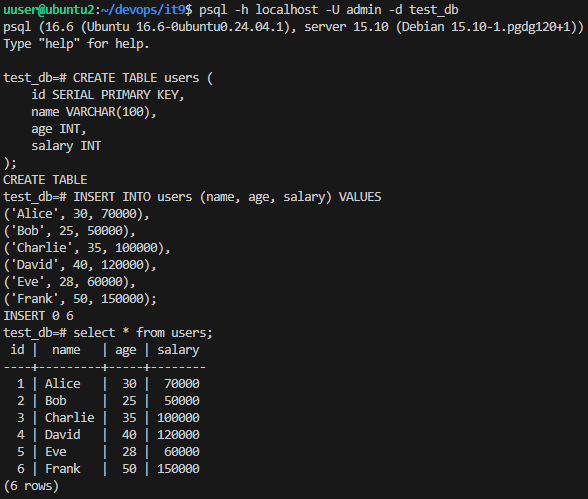 uuser@ubuntu2:~/devops/it9$ psql -h localhost -U admin -d test_db
psql (16.6 (Ubuntu 16.6-0ubuntu0.24.04.1), server 15.10 (Debian 15.10-1.pgdg120+1))
Type "help" for help.

test_db=# CREATE TABLE users (
    id SERIAL PRIMARY KEY,
    name VARCHAR(100),
    age INT,
    salary INT
);
CREATE TABLE
test_db=# INSERT INTO users (name, age, salary) VALUES
('Alice', 30, 70000),
('Bob', 25, 50000),
('Charlie', 35, 100000),
('David', 40, 120000),
('Eve', 28, 60000),
('Frank', 50, 150000);
INSERT 0 6
test_db=# select * from users;
 id |  name   | age | salary
----+---------+-----+--------
  1 | Alice   |  30 |  70000
  2 | Bob     |  25 |  50000
  3 | Charlie |  35 | 100000
  4 | David   |  40 | 120000
  5 | Eve     |  28 |  60000
  6 | Frank   |  50 | 150000
(6 rows)